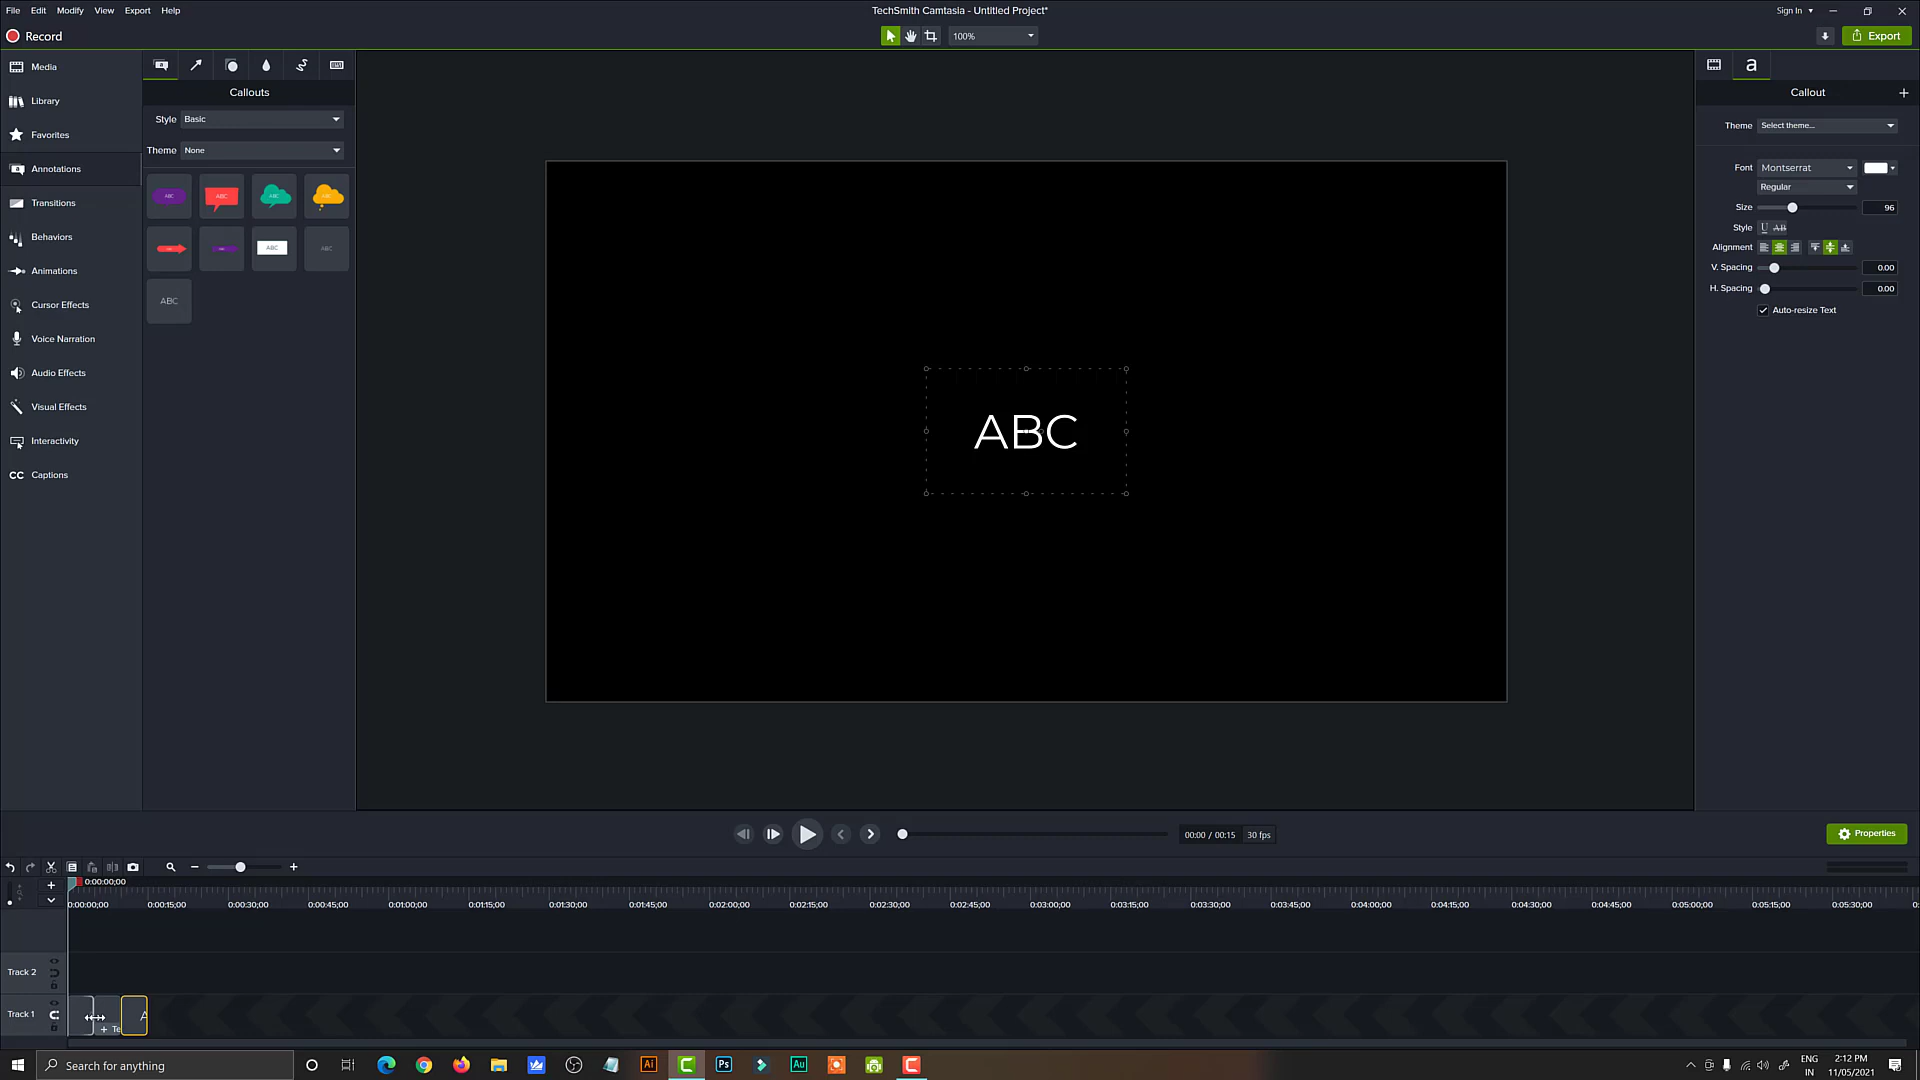 File Edit Modify View Export Help
TechSmith Camtasia - Untitled Project*
Sign In
Record
100%
Export
Media
Library
Favorites
Annotations
Transitions
Behaviors
Animations
Cursor Effects
Voice Narration
Audio Effects
Visual Effects
Interactivity
CC Captions
Callouts
Style Basic
Theme None
ABC ABC ABC ABC
ABC ABC
ABC
ABC
a
Callout
Theme Select theme...
Font Montserrat
Regular
Size 96
Style U AB
Alignment
V. Spacing 0.00
H. Spacing 0.00
Auto-resize Text
00:00 / 00:15 30 fps
Properties
0:00:00;00
0:00:00;00 0:00:15;00 0:00:30;00 0:00:45;00 0:01:00;00 0:01:15;00 0:01:30;00 0:01:45;00 0:02:00;00 0:02:15;00 0:02:30;00 0:02:45;00 0:03:00;00 0:03:15;00 0:03:30;00 0:03:45;00 0:04:00;00 0:04:15;00 0:04:30;00 0:04:45;00 0:05:00;00 0:05:15;00 0:05:30;00
Track 2
Track 1
+ Te
A
Search for anything
Ai
Ps
Au
ENG
IN
2:12 PM
11/05/2021